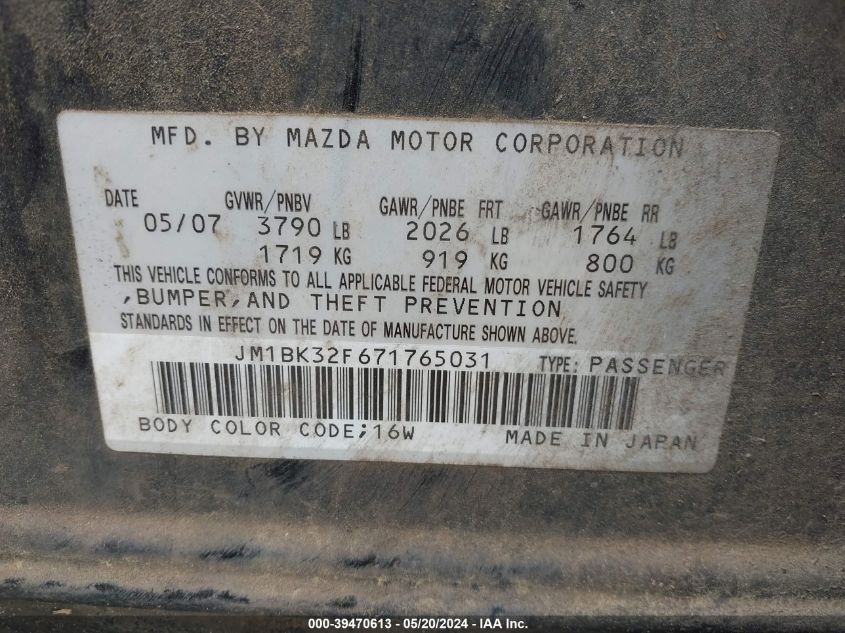 MFD. BY MAZDA MOTOR CORPORATION
DATE GVWR/PNBV GAWR/PNBE FRT GAWR/PNBE RR
05/07 3790 LB 2026 LB 1764 LB
1719 KG 919 KG 800 KG
THIS VEHICLE CONFORMS TO ALL APPLICABLE FEDERAL MOTOR VEHICLE SAFETY
,BUMPER,AND THEFT PREVENTION
STANDARDS IN EFFECT ON THE DATE OF MANUFACTURE SHOWN ABOVE.
JM1BK32F671765031 TYPE: PASSENGER
BODY COLOR CODE;16W MADE IN JAPAN
000-39470613 - 05/20/2024 - IAA Inc.